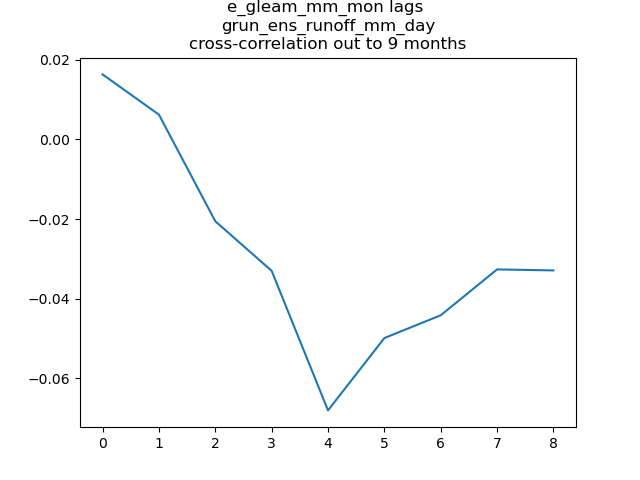 e_gleam_mm_mon lags
grun_ens_runoff_mm_day
cross-correlation out to 9 months
0.02
0.00
−0.02
−0.04
−0.06
0 1 2 3 4 5 6 7 8